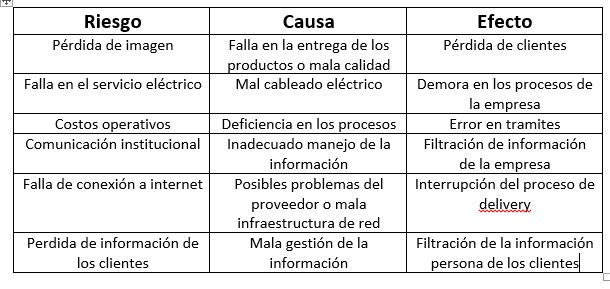 Riesgo Causa Efecto
Pérdida de imagen Falla en la entrega de los Pérdida de clientes
productos o mala calidad
Falla en el servicio eléctrico Mal cableado eléctrico Demora en los procesos de
la empresa
Costos operativos Deficiencia en los procesos Error en tramites
Comunicación institucional Inadecuado manejo de la Filtración de información
información de la empresa
Falla de conexión a internet Posibles problemas del Interrupción del proceso de
proveedor o mala delivery
infraestructura de red
Perdida de información de Mala gestión de la Filtración de la información
los clientes información persona de los clientes